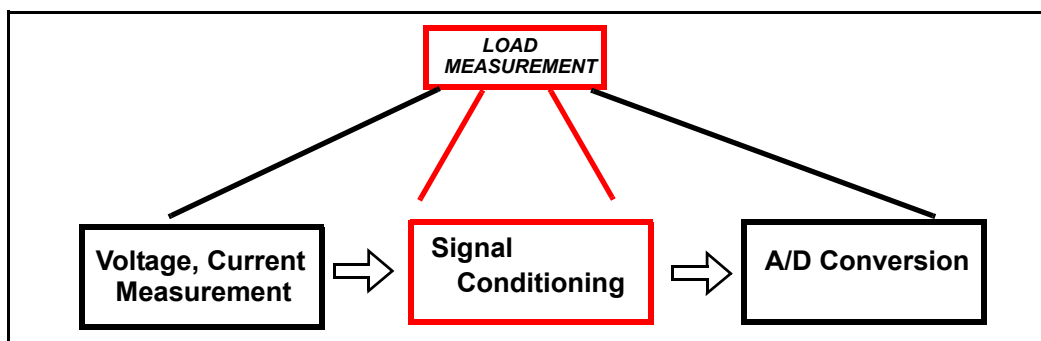 LOAD
MEASUREMENT
Voltage, Current
Measurement
Signal
Conditioning
A/D Conversion